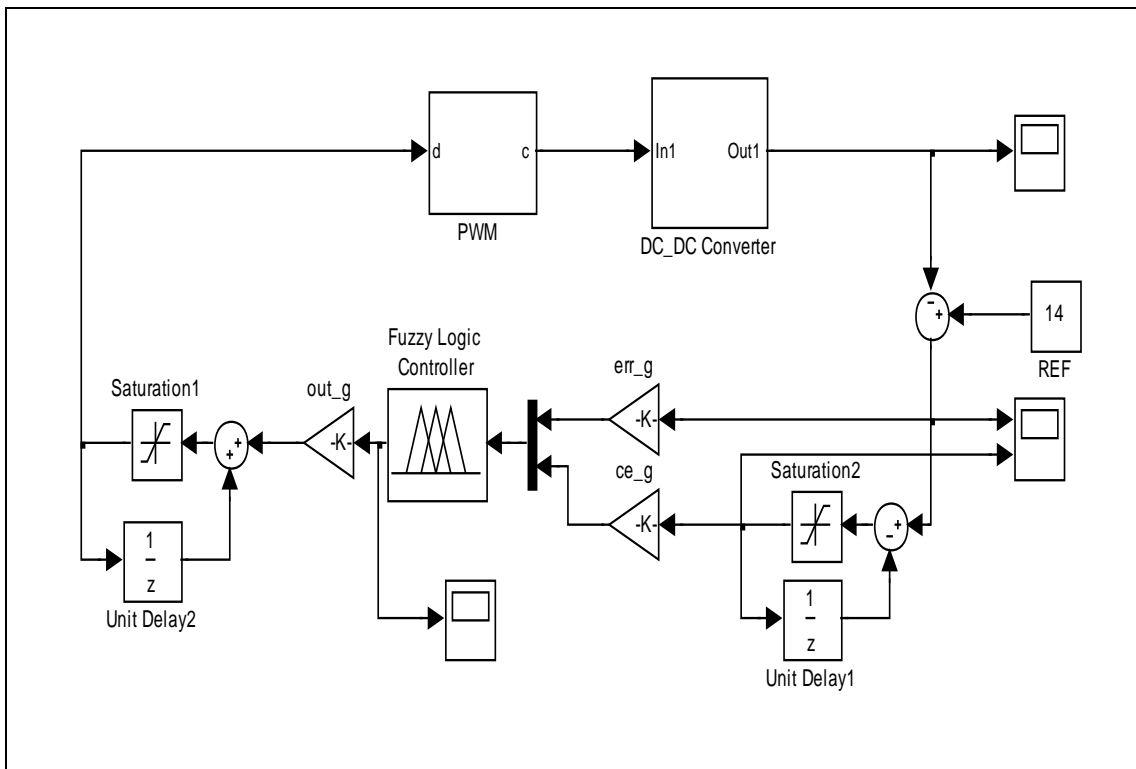 d
c
PWM
In1
Out1
DC_DC Converter
-
+
14
REF
Fuzzy Logic
Controller
err_g
-K-
out_g
-K-
Saturation1
+
+
ce_g
-K-
Saturation2
+
-
1
z
Unit Delay2
1
z
Unit Delay1